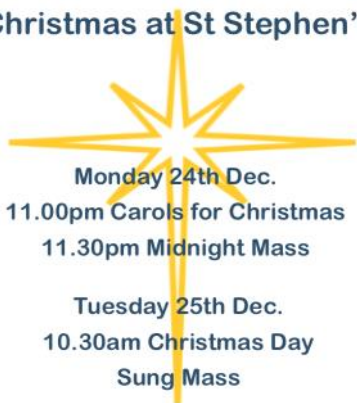 Christmas at St Stephen'
Monday 24th Dec.
11.00pm Carols for Christmas
11.30pm Midnight Mass
Tuesday 25th Dec.
10.30am Christmas Day
Sung Mass